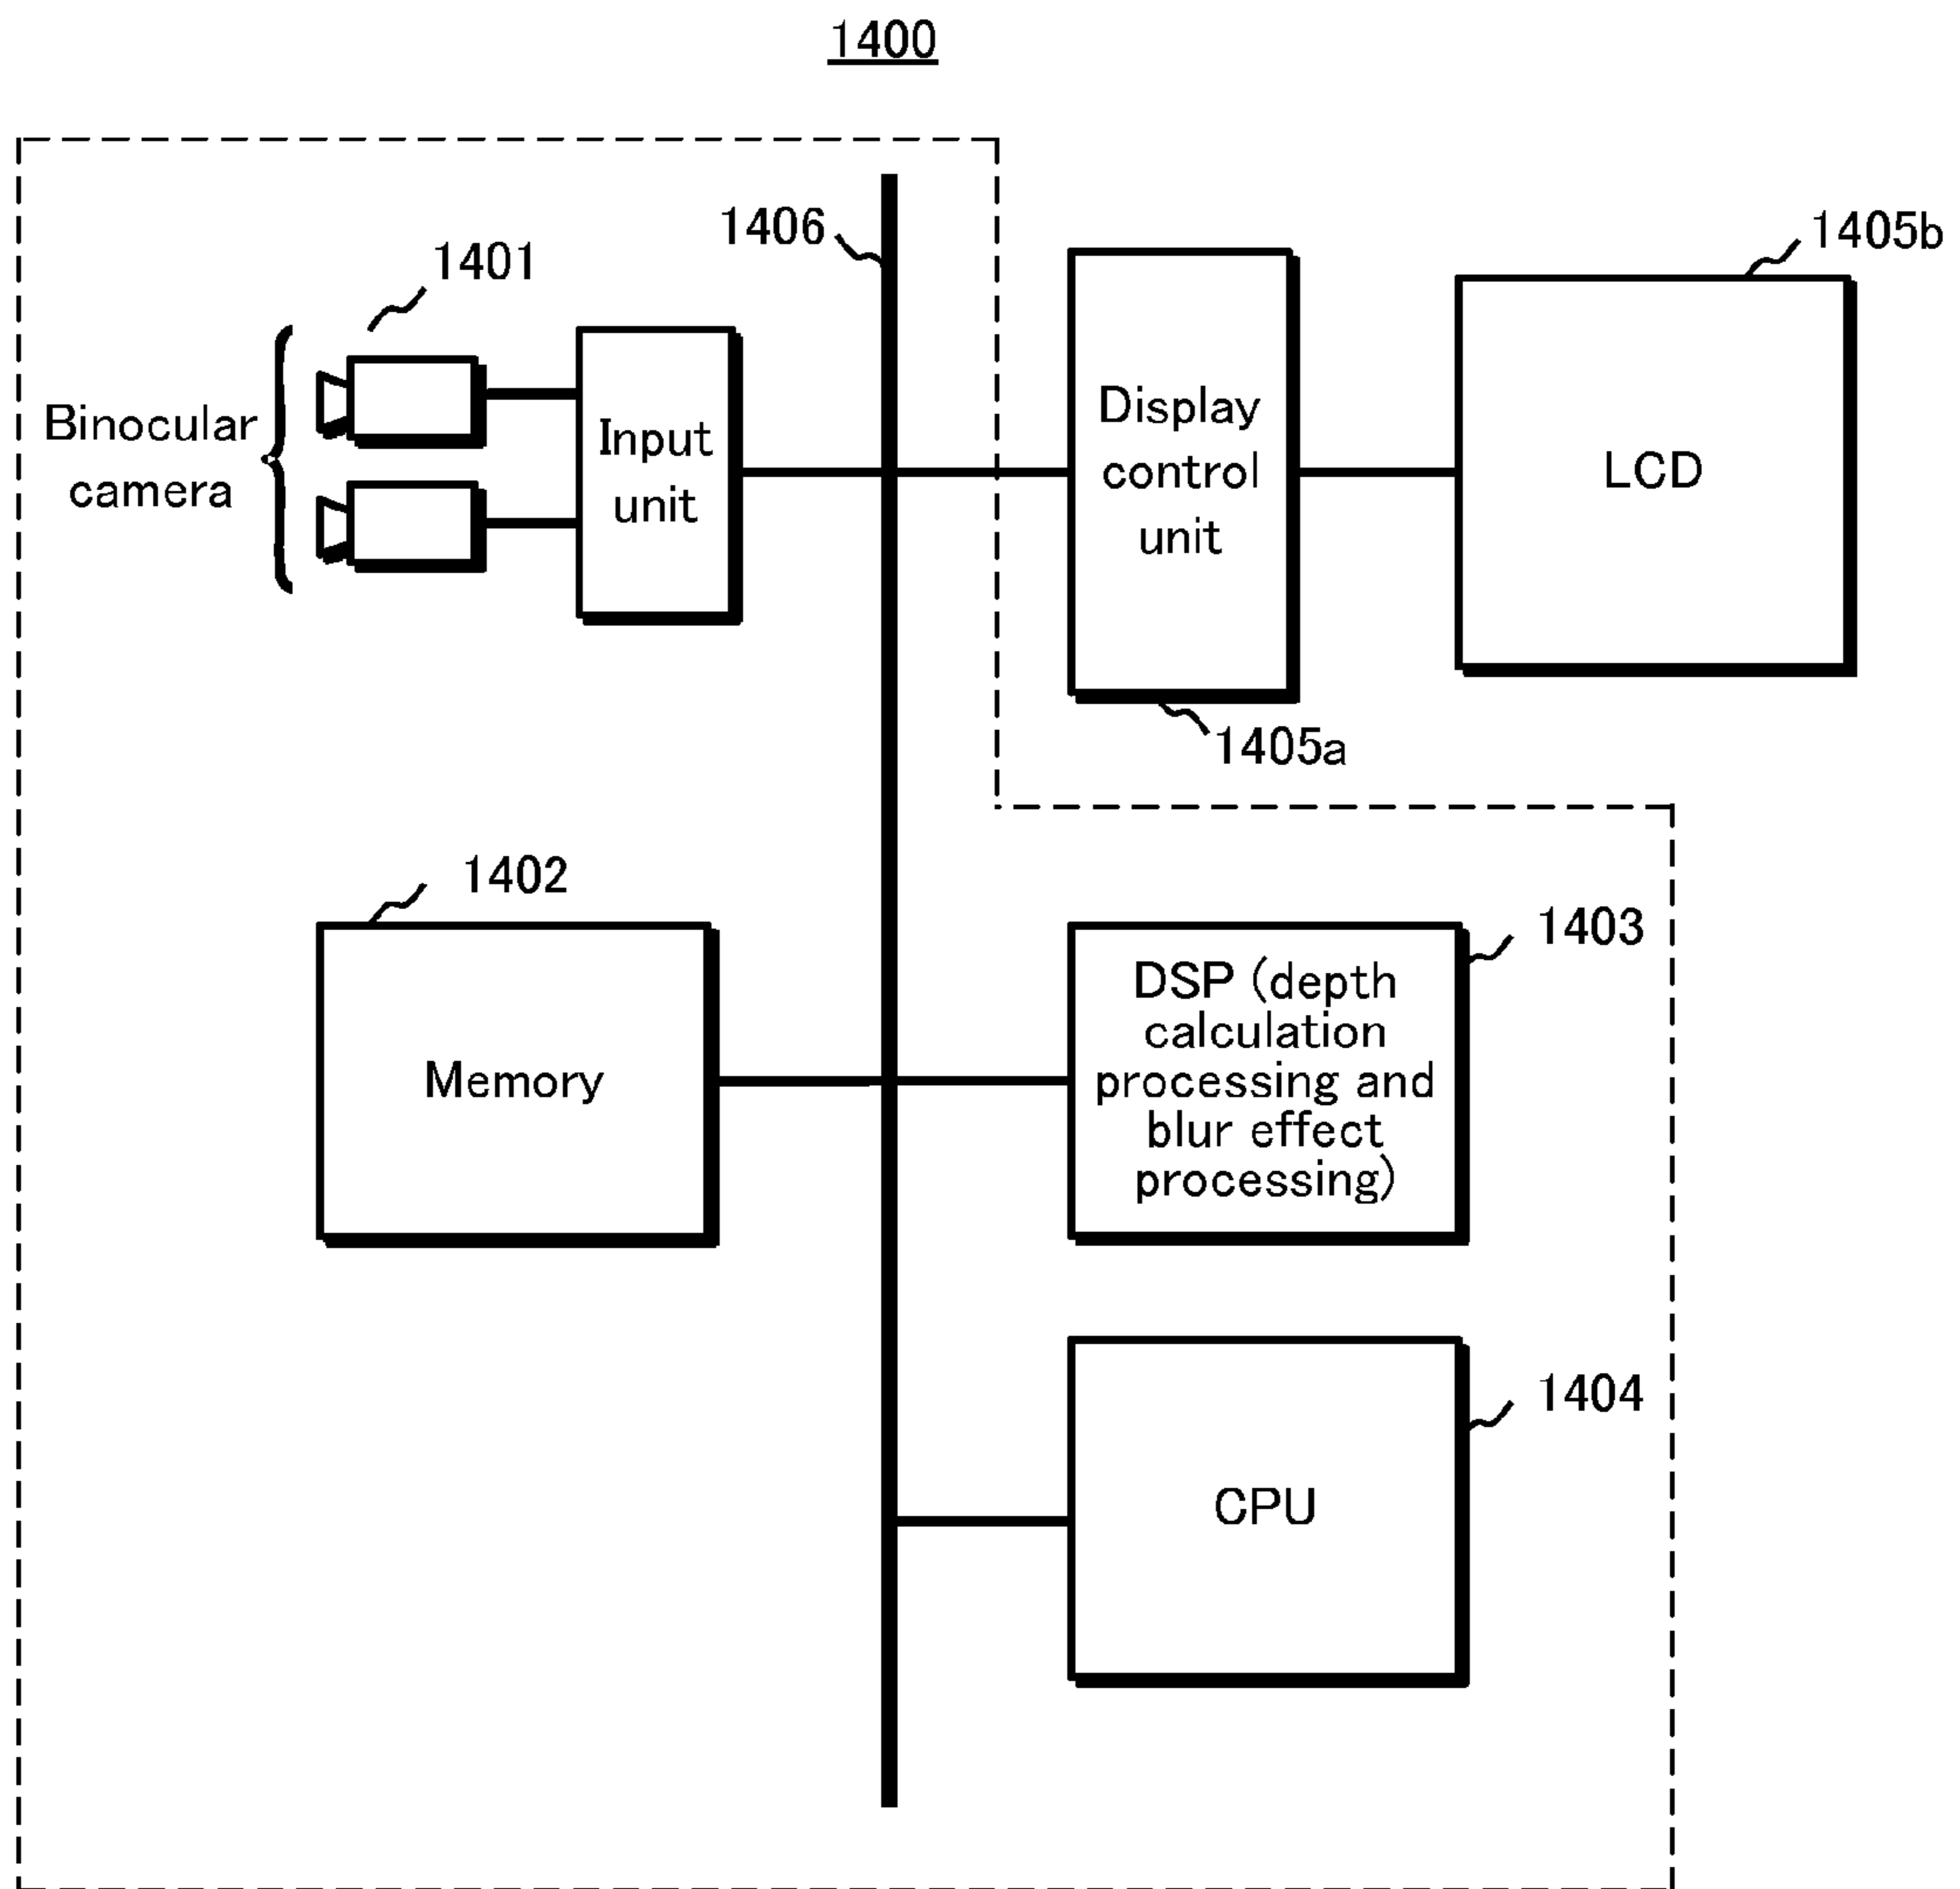 1400
1406
1401
1405b
Binocular
camera
Input
unit
Display
control
unit
LCD
1405a
1402
Memory
1403
DSP (depth
calculation
processing and
blur effect
processing)
1404
CPU